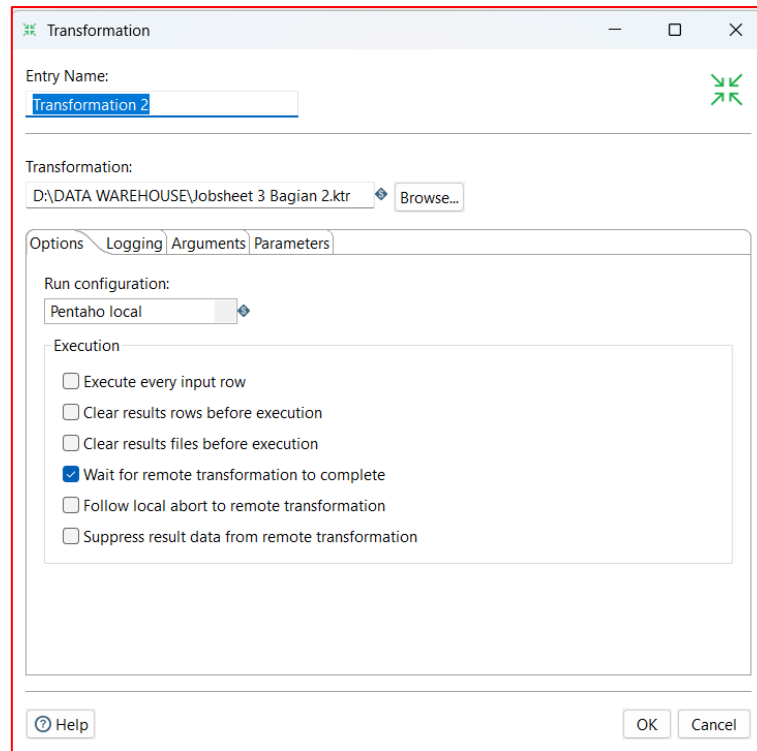 Transformation
Entry Name:
Transformation 2
Transformation:
D:\DATA WAREHOUSE\Jobsheet 3 Bagian 2.ktr
Browse...
Options Logging Arguments Parameters
Run configuration:
Pentaho local
Execution
Execute every input row
Clear results rows before execution
Clear results files before execution
Wait for remote transformation to complete
Follow local abort to remote transformation
Suppress result data from remote transformation
Help OK Cancel